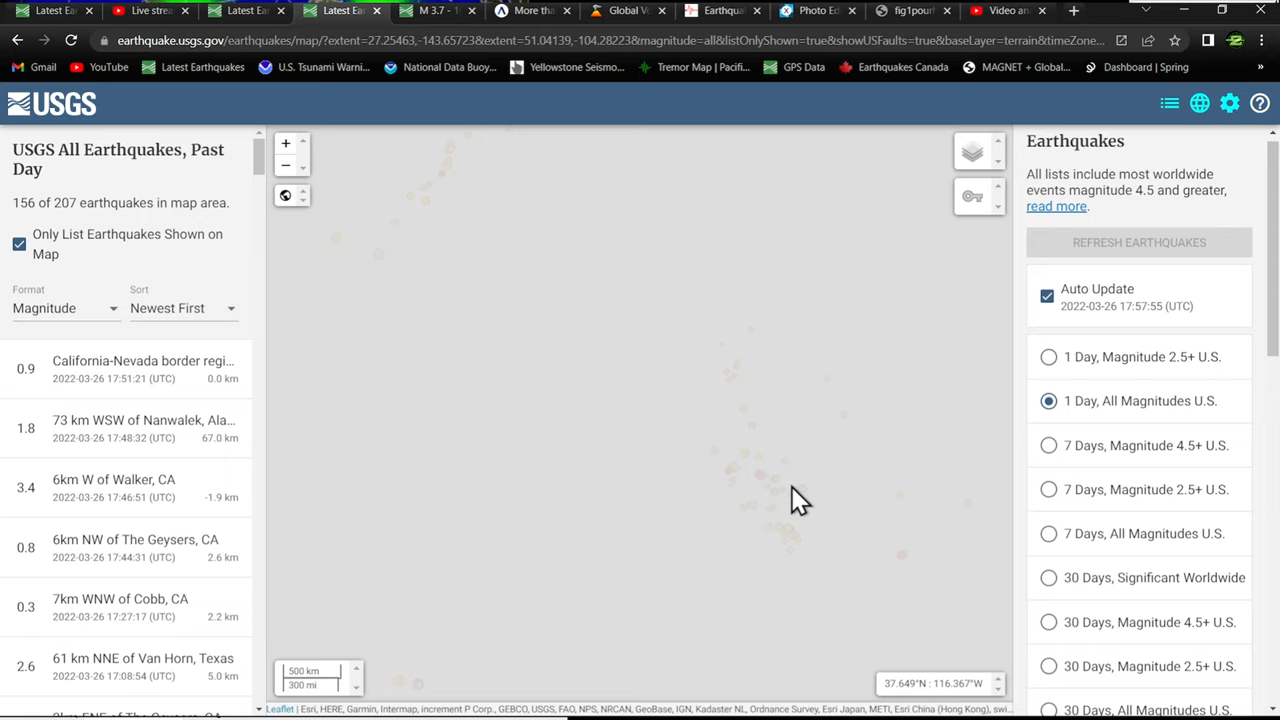 Latest Ear
Live strea
Latest Ear
Latest Ea
M 3.7 - 1
More tha
Global Vo
Earthqua
Photo Ed
fig1pourh
Video an
earthquake.usgs.gov/earthquakes/map/?extent=27.25463,-143.65723&extent=51.04139,-104.28223&magnitude=all&listOnlyShown=true&showUSFaults=true&baseLayer=terrain&timeZone...
Gmail
YouTube
Latest Earthquakes
U.S. Tsunami Warni...
National Data Buoy...
Yellowstone Seismo...
Tremor Map | Pacifi...
GPS Data
Earthquakes Canada
MAGNET + Global...
Dashboard | Spring
»
USGS
USGS All Earthquakes, Past
Day
156 of 207 earthquakes in map area.
Only List Earthquakes Shown on
Map
Format
Sort
Magnitude
Newest First
0.9
California-Nevada border regi...
2022-03-26 17:51:21 (UTC)
0.0 km
1.8
73 km WSW of Nanwalek, Ala...
2022-03-26 17:48:32 (UTC)
67.0 km
3.4
6km W of Walker, CA
2022-03-26 17:46:51 (UTC)
-1.9 km
0.8
6km NW of The Geysers, CA
2022-03-26 17:44:31 (UTC)
2.6 km
0.3
7km WNW of Cobb, CA
2022-03-26 17:27:17 (UTC)
2.2 km
2.6
61 km NNE of Van Horn, Texas
2022-03-26 17:08:54 (UTC)
5.0 km
+
−
500 km
300 mi
37.649°N : 116.367°W
Leaflet | Esri, HERE, Garmin, Intermap, increment P Corp., GEBCO, USGS, FAO, NPS, NRCAN, GeoBase, IGN, Kadaster NL, Ordnance Survey, Esri Japan, METI, Esri China (Hong Kong), swi...
Earthquakes
All lists include most worldwide
events magnitude 4.5 and greater,
read more.
REFRESH EARTHQUAKES
Auto Update
2022-03-26 17:57:55 (UTC)
1 Day, Magnitude 2.5+ U.S.
1 Day, All Magnitudes U.S.
7 Days, Magnitude 4.5+ U.S.
7 Days, Magnitude 2.5+ U.S.
7 Days, All Magnitudes U.S.
30 Days, Significant Worldwide
30 Days, Magnitude 4.5+ U.S.
30 Days, Magnitude 2.5+ U.S.
30 Days, All Magnitudes U.S.